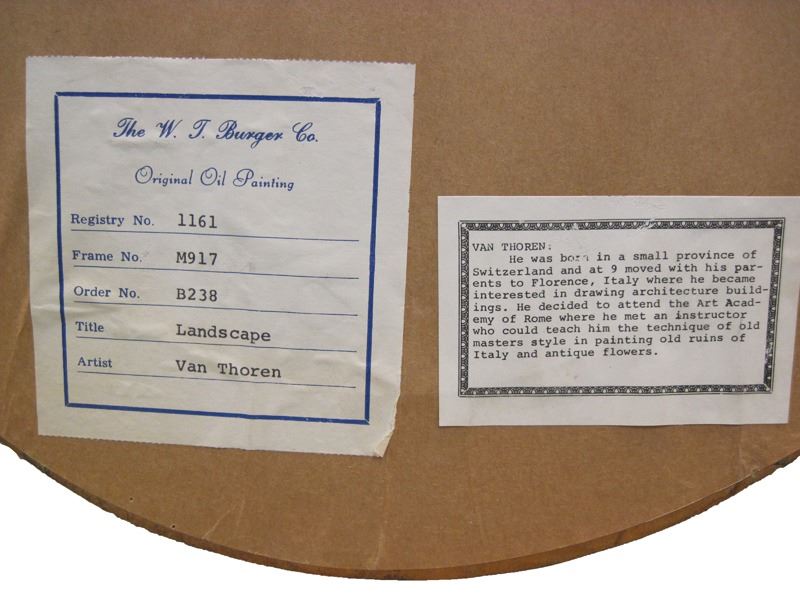 The W. T. Burger Co.
Original Oil Painting
Registry No. 1161
Frame No. M917
Order No. B238
Title Landscape
Artist Van Thoren
VAN THOREN:
He was born in a small province of
Switzerland and at 9 moved with his par-
ents to Florence, Italy where he became
interested in drawing architecture build-
ings. He decided to attend the Art Acad-
emy of Rome where he met an instructor
who could teach him the technique of old
masters style in painting old ruins of
Italy and antique flowers.